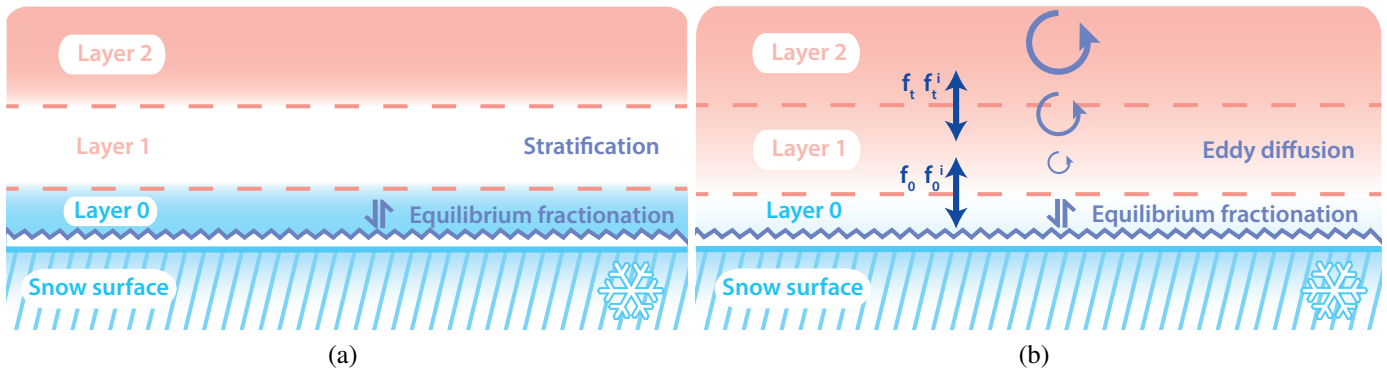 Layer 2
Layer 1
Stratification
Layer 0
Equilibrium fractionation
Snow surface
(a)
Layer 2
f_t f_t^i
Layer 1
Eddy diffusion
f_0 f_0^i
Layer 0
Equilibrium fractionation
Snow surface
(b)